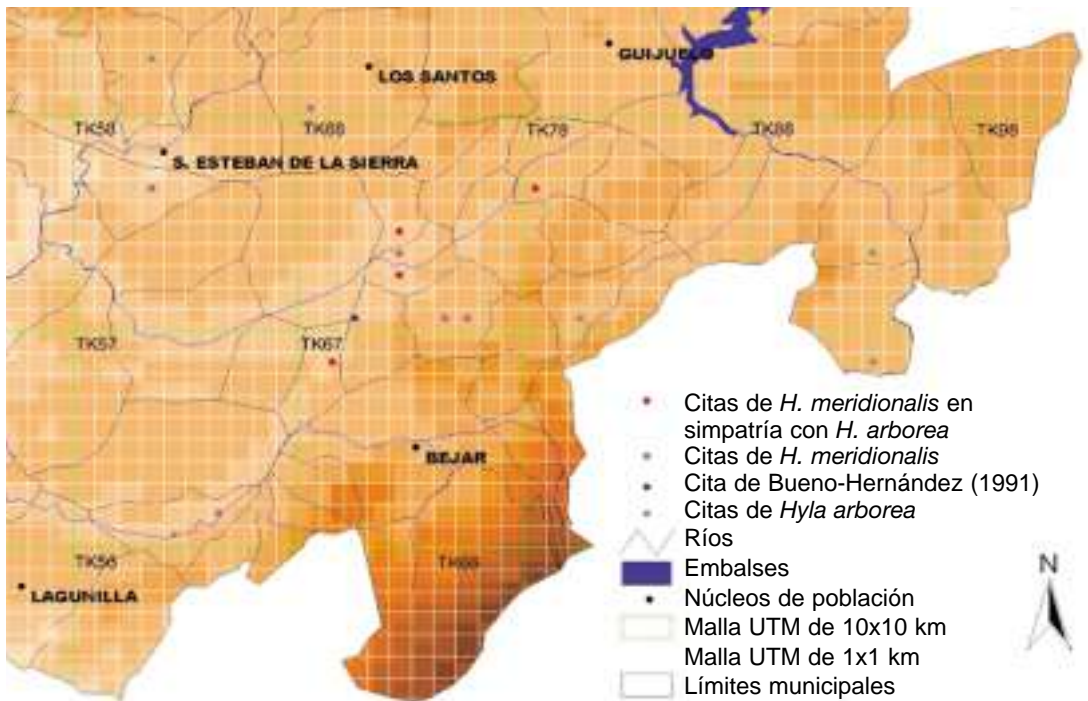 GUIJUELO
LOS SANTOS
TK58
TK68
TK78
TK88
TK98
S. ESTEBAN DE LA SIERRA
TK57
TK67
BEJAR
TK56
LAGUNILLA
Citas de H. meridionalis en
simpatría con H. arborea
Citas de H. meridionalis
Cita de Bueno-Hernández (1991)
Citas de Hyla arborea
Ríos
Embalses
Núcleos de población
Malla UTM de 10x10 km
Malla UTM de 1x1 km
Límites municipales
N